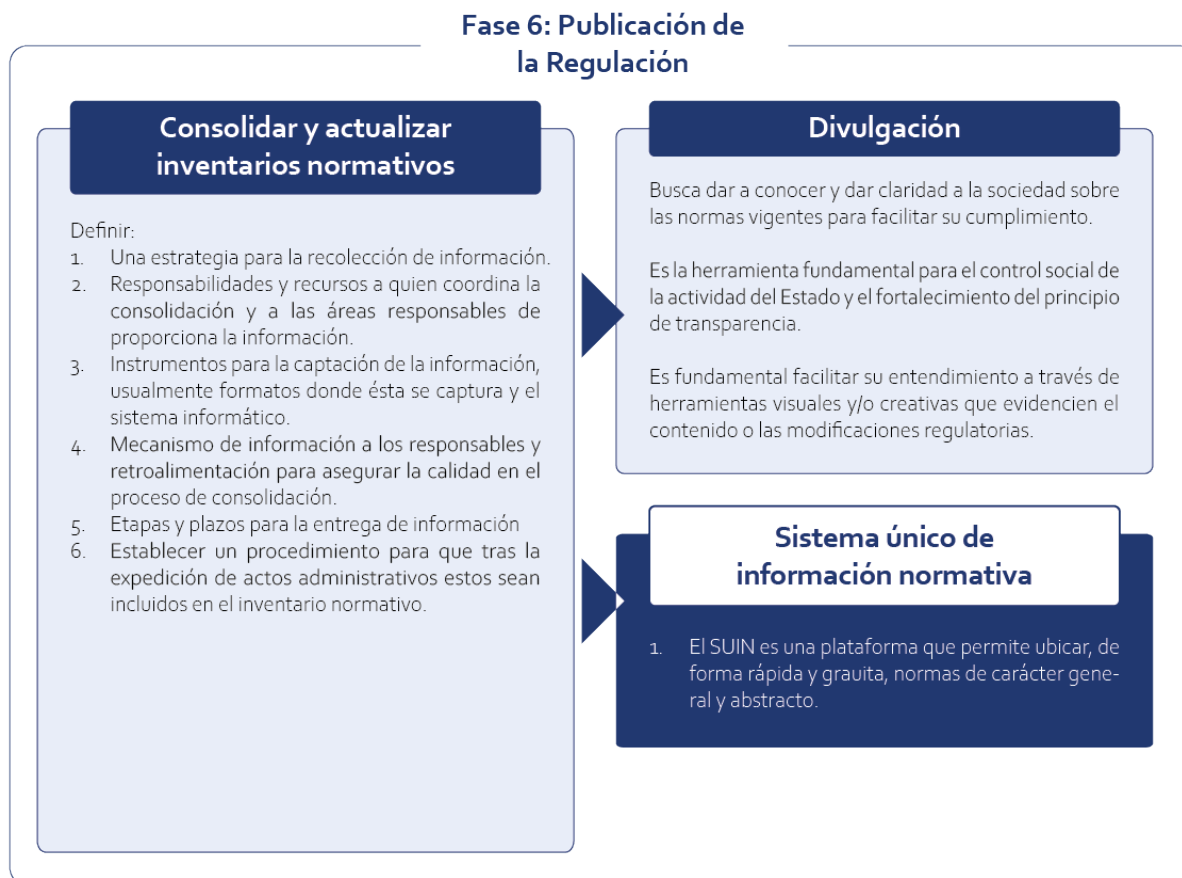 Fase 6: Publicación de
la Regulación
Consolidar y actualizar
inventarios normativos
Definir:
1. Una estrategia para la recolección de información.
2. Responsabilidades y recursos a quien coordina la
consolidación y a las áreas responsables de
proporciona la información.
3. Instrumentos para la captación de la información,
usualmente formatos donde ésta se captura y el
sistema informático.
4. Mecanismo de información a los responsables y
retroalimentación para asegurar la calidad en el
proceso de consolidación.
5. Etapas y plazos para la entrega de información
6. Establecer un procedimiento para que tras la
expedición de actos administrativos estos sean
incluidos en el inventario normativo.
Divulgación
Busca dar a conocer y dar claridad a la sociedad sobre
las normas vigentes para facilitar su cumplimiento.
Es la herramienta fundamental para el control social de
la actividad del Estado y el fortalecimiento del principio
de transparencia.
Es fundamental facilitar su entendimiento a través de
herramientas visuales y/o creativas que evidencien el
contenido o las modificaciones regulatorias.
Sistema único de
información normativa
1. El SUIN es una plataforma que permite ubicar, de
forma rápida y grauita, normas de carácter gene-
ral y abstracto.